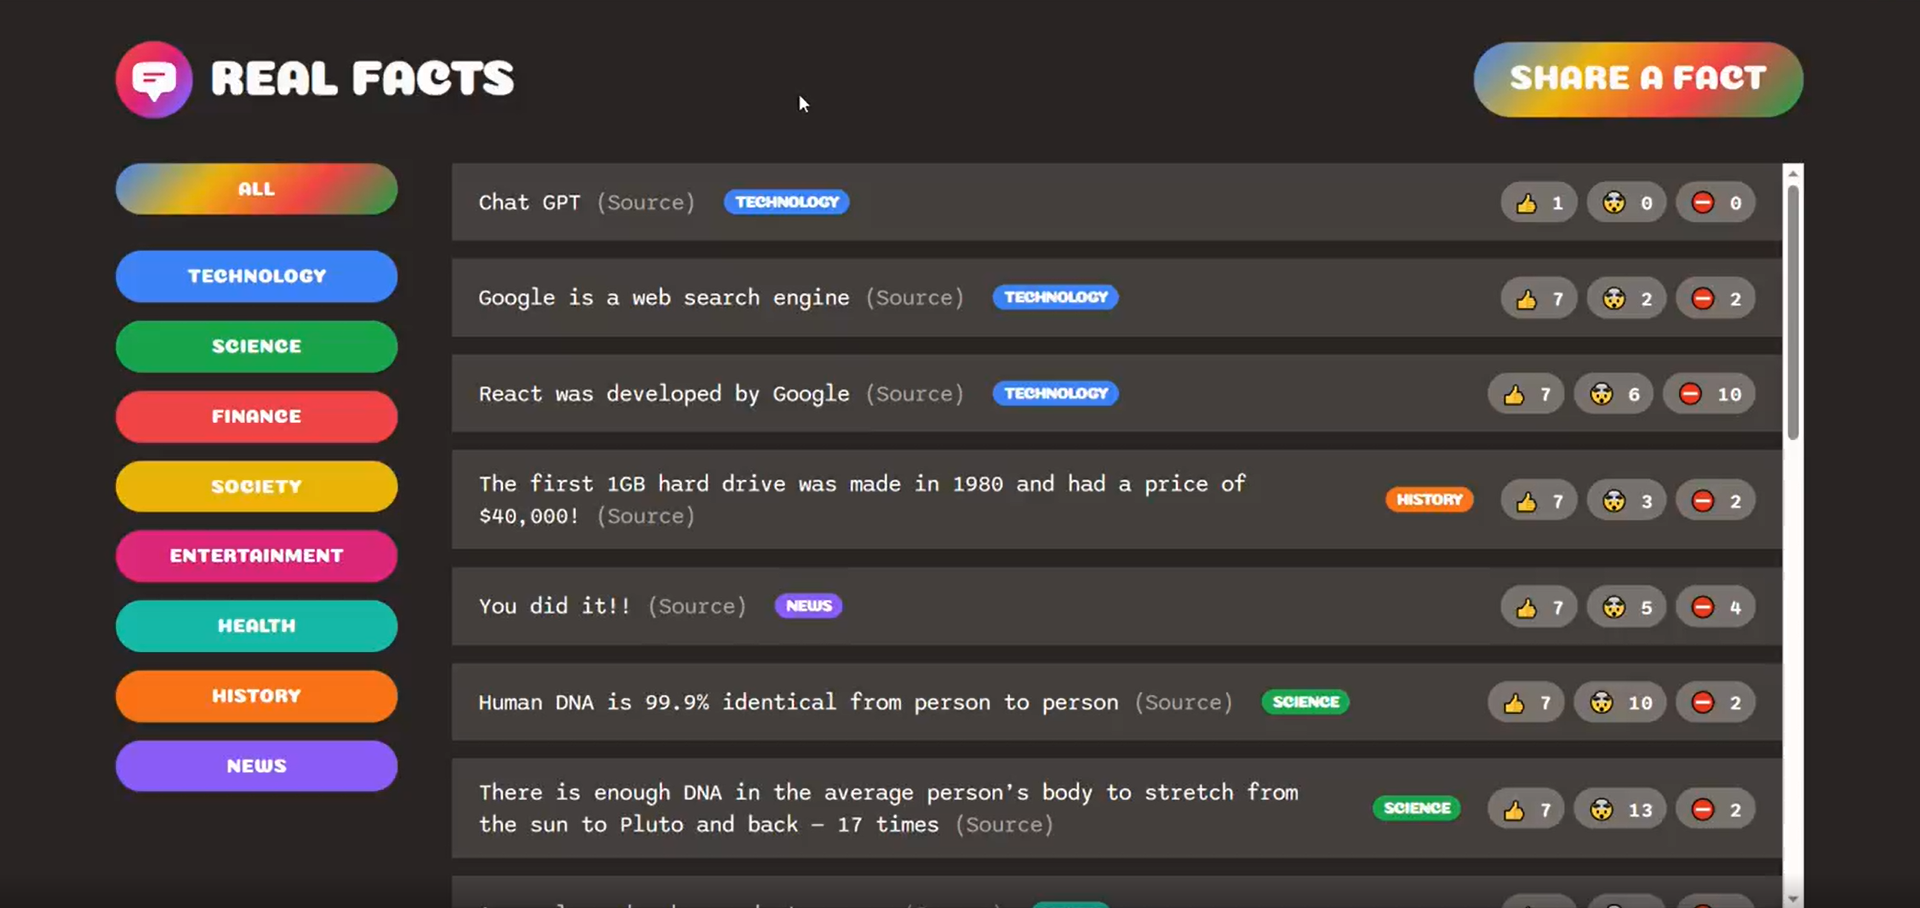 REAL FACTS
SHARE A FACT
ALL
TECHNOLOGY
SCIENCE
FINANCE
SOCIETY
ENTERTAINMENT
HEALTH
HISTORY
NEWS
Chat GPT (Source) TECHNOLOGY 👍 1 🤯 0 ⛔ 0
Google is a web search engine (Source) TECHNOLOGY 👍 7 🤯 2 ⛔ 2
React was developed by Google (Source) TECHNOLOGY 👍 7 🤯 6 ⛔ 10
The first 1GB hard drive was made in 1980 and had a price of
$40,000! (Source) HISTORY 👍 7 🤯 3 ⛔ 2
You did it!! (Source) NEWS 👍 7 🤯 5 ⛔ 4
Human DNA is 99.9% identical from person to person (Source) SCIENCE 👍 7 🤯 10 ⛔ 2
There is enough DNA in the average person's body to stretch from
the sun to Pluto and back — 17 times (Source) SCIENCE 👍 7 🤯 13 ⛔ 2